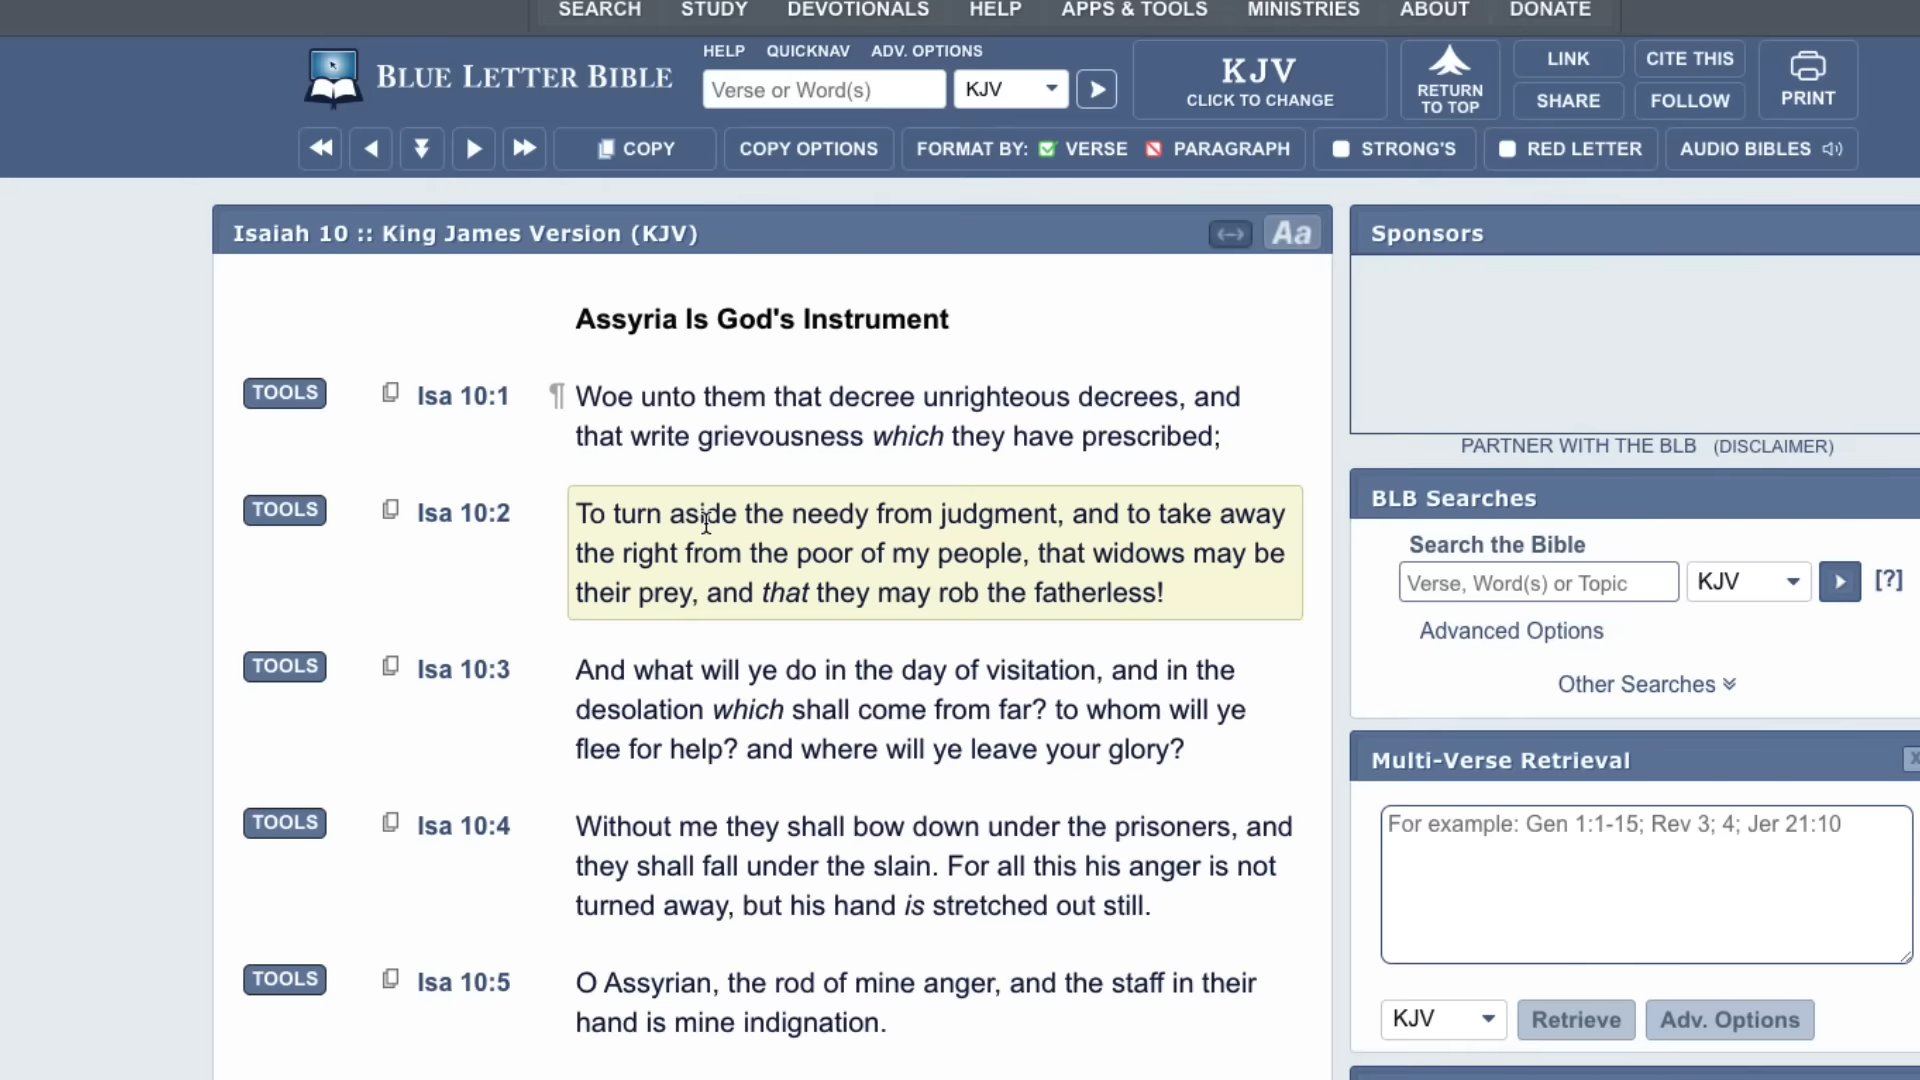 SEARCH STUDY DEVOTIONALS HELP APPS & TOOLS MINISTRIES ABOUT DONATE
BLUE LETTER BIBLE
HELP QUICKNAV ADV. OPTIONS
Verse or Word(s) KJV
KJV
CLICK TO CHANGE
RETURN
TO TOP
LINK CITE THIS
SHARE FOLLOW
PRINT
COPY COPY OPTIONS FORMAT BY: VERSE PARAGRAPH STRONG'S RED LETTER AUDIO BIBLES
Isaiah 10 :: King James Version (KJV) Aa
Assyria Is God's Instrument
TOOLS Isa 10:1 ¶ Woe unto them that decree unrighteous decrees, and
that write grievousness which they have prescribed;
TOOLS Isa 10:2 To turn aside the needy from judgment, and to take away
the right from the poor of my people, that widows may be
their prey, and that they may rob the fatherless!
TOOLS Isa 10:3 And what will ye do in the day of visitation, and in the
desolation which shall come from far? to whom will ye
flee for help? and where will ye leave your glory?
TOOLS Isa 10:4 Without me they shall bow down under the prisoners, and
they shall fall under the slain. For all this his anger is not
turned away, but his hand is stretched out still.
TOOLS Isa 10:5 O Assyrian, the rod of mine anger, and the staff in their
hand is mine indignation.
Sponsors
PARTNER WITH THE BLB (DISCLAIMER)
BLB Searches
Search the Bible
Verse, Word(s) or Topic KJV [?]
Advanced Options
Other Searches
Multi-Verse Retrieval X
For example: Gen 1:1-15; Rev 3; 4; Jer 21:10
KJV Retrieve Adv. Options